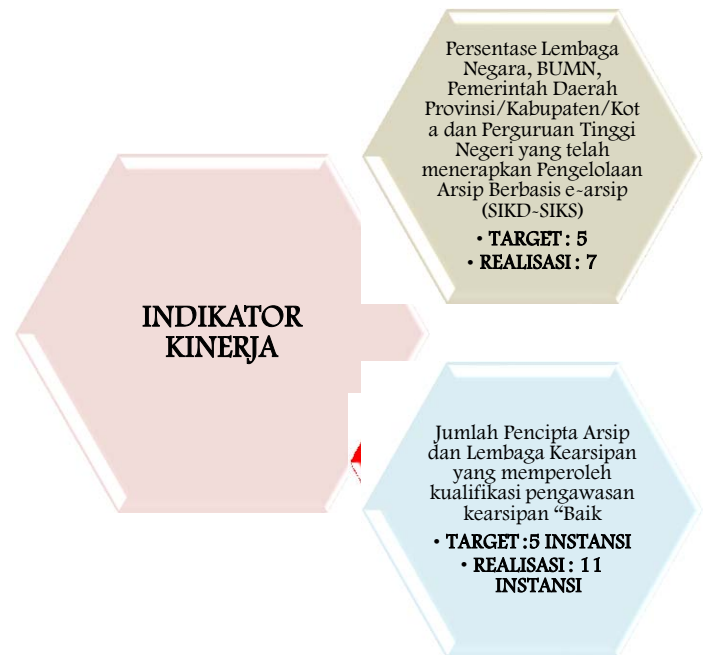 Persentase Lembaga
Negara, BUMN,
Pemerintah Daerah
Provinsi/Kabupaten/Kot
a dan Perguruan Tinggi
Negeri yang telah
menerapkan Pengelolaan
Arsip Berbasis e-arsip
(SIKD-SIKS)
• TARGET : 5
• REALISASI : 7
INDIKATOR
KINERJA
Jumlah Pencipta Arsip
dan Lembaga Kearsipan
yang memperoleh
kualifikasi pengawasan
kearsipan “Baik
• TARGET :5 INSTANSI
• REALISASI : 11
INSTANSI